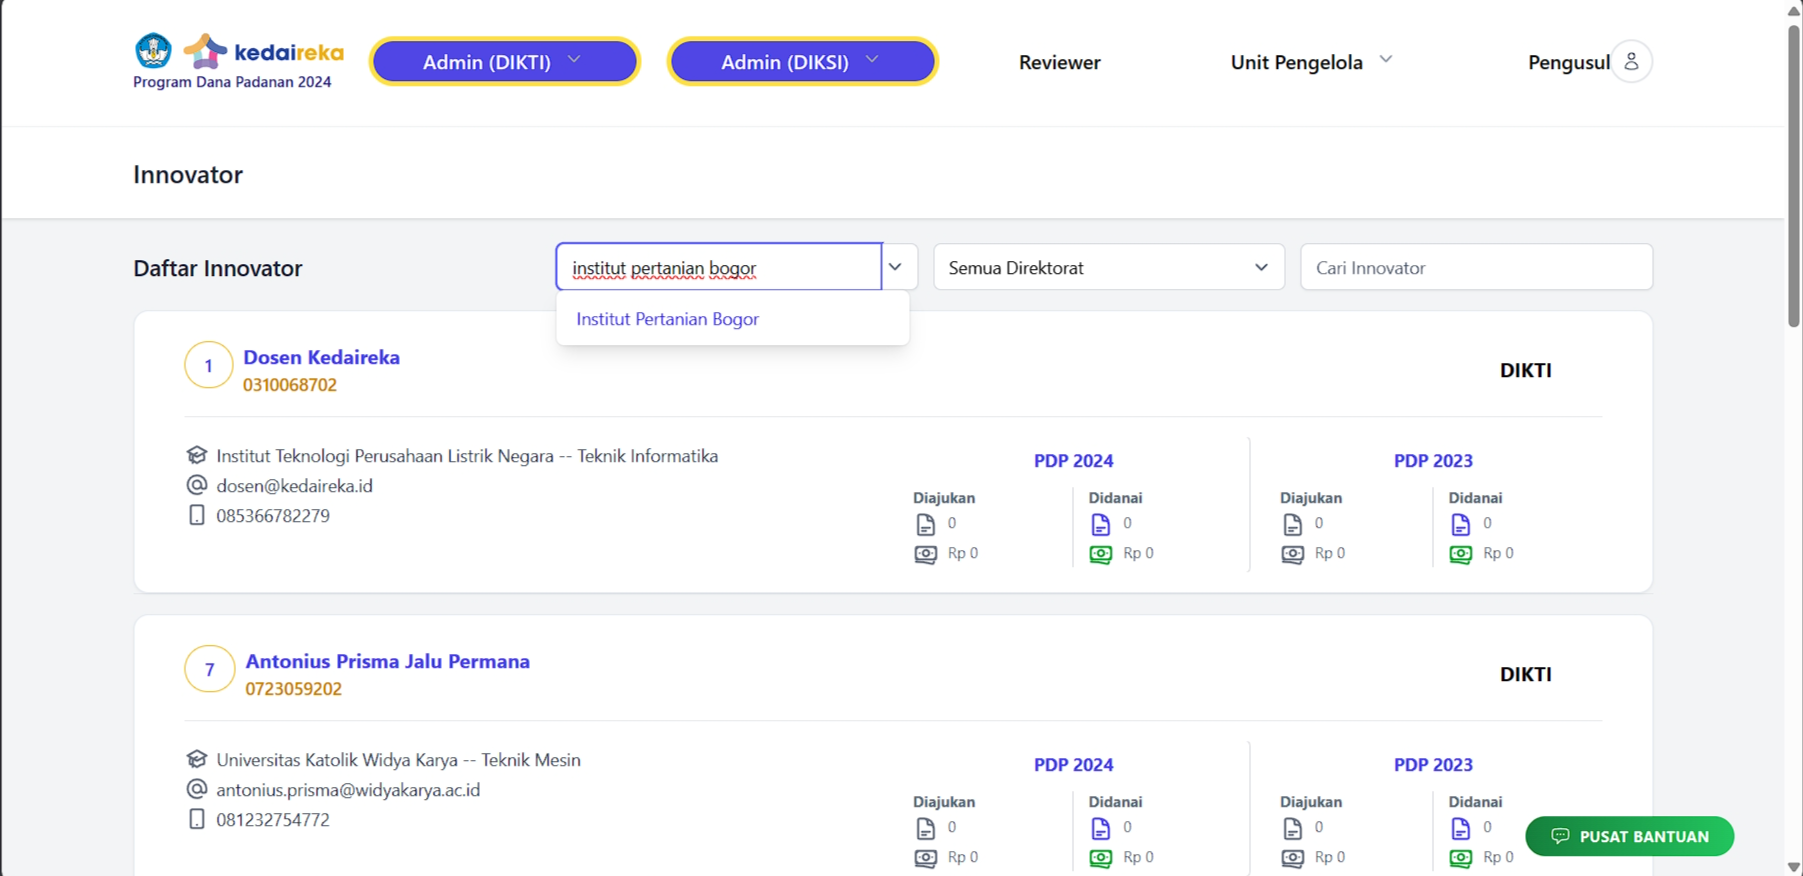 kedaireka
Program Dana Padanan 2024
Admin (DIKTI)
Admin (DIKSI)
Reviewer
Unit Pengelola
Pengusul
Innovator
Daftar Innovator
institut pertanian bogor
Semua Direktorat
Cari Innovator
Institut Pertanian Bogor
1
Dosen Kedaireka
0310068702
DIKTI
Institut Teknologi Perusahaan Listrik Negara -- Teknik Informatika
dosen@kedaireka.id
085366782279
PDP 2024
Diajukan
0
Rp 0
Didanai
0
Rp 0
PDP 2023
Diajukan
0
Rp 0
Didanai
0
Rp 0
7
Antonius Prisma Jalu Permana
0723059202
DIKTI
Universitas Katolik Widya Karya -- Teknik Mesin
antonius.prisma@widyakarya.ac.id
081232754772
PDP 2024
Diajukan
0
Rp 0
Didanai
0
Rp 0
PDP 2023
Diajukan
0
Rp 0
Didanai
0
Rp 0
PUSAT BANTUAN